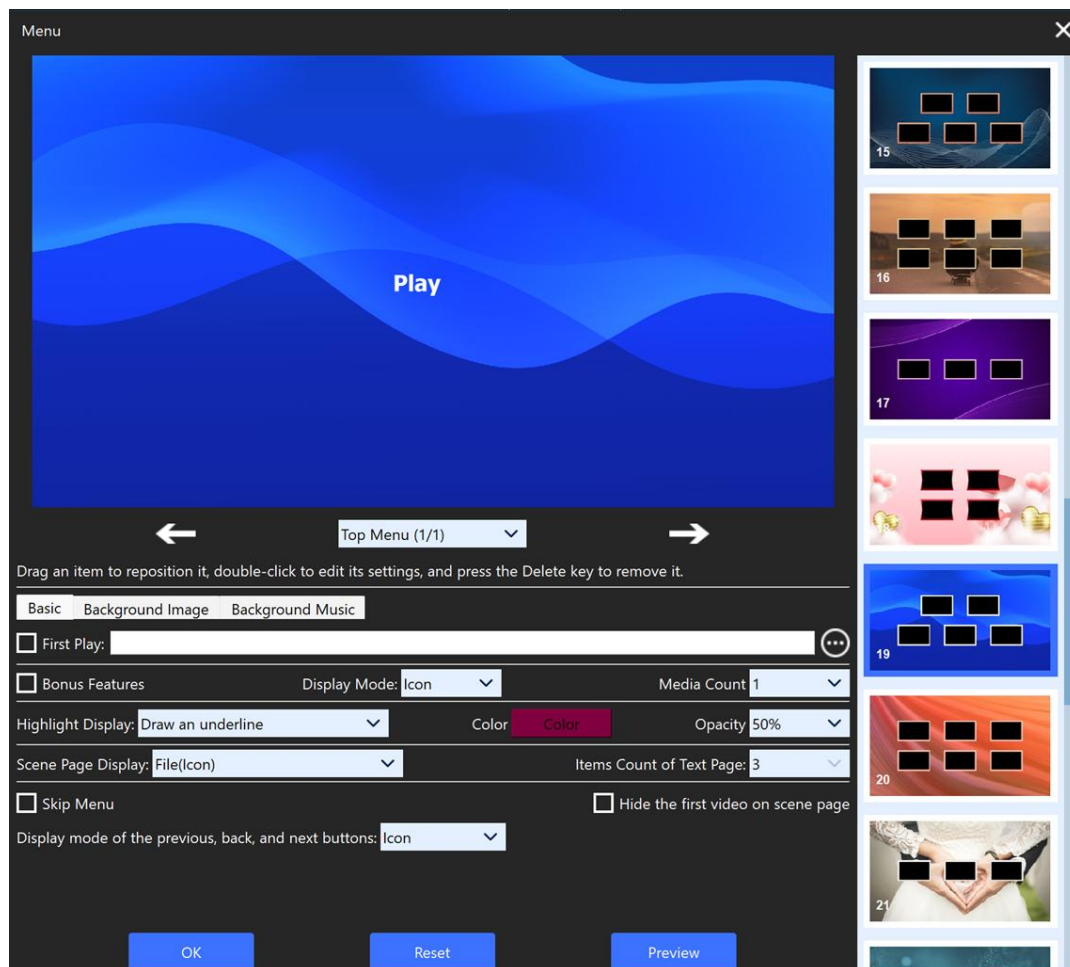 Menu
15
16
17
Play
18
Top Menu (1/1)
Drag an item to reposition it, double-click to edit its settings, and press the Delete key to remove it.
Basic Background Image Background Music
First Play:
19
Bonus Features Display Mode: Icon Media Count 1
Highlight Display: Draw an underline Color Color Opacity 50%
Scene Page Display: File(Icon) Items Count of Text Page: 3
20
Skip Menu Hide the first video on scene page
Display mode of the previous, back, and next buttons: Icon
21
OK Reset Preview